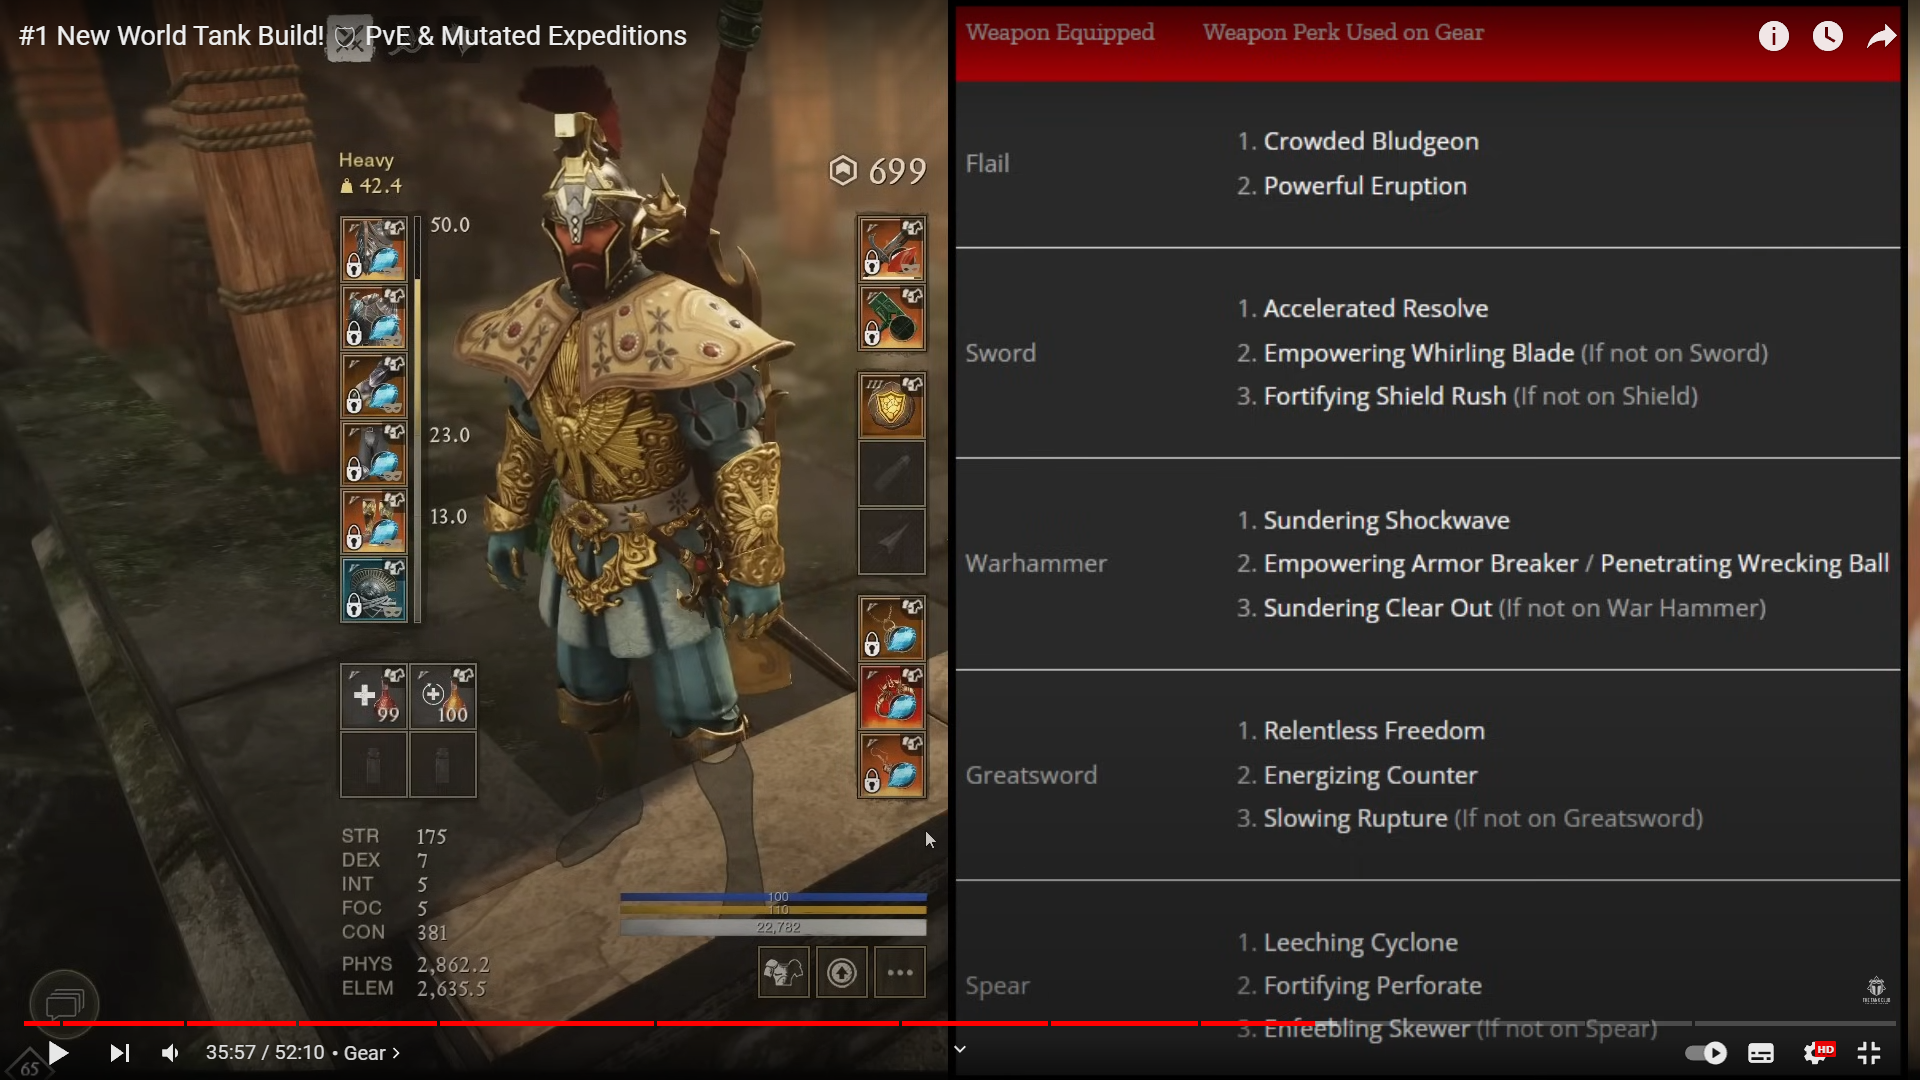 #1 New World Tank Build! 🛡 PvE & Mutated Expeditions
Heavy
42.4
699
50.0
23.0
13.0
99
100
STR 175
DEX 7
INT 5
FOC 5
CON 381
PHYS 2,862.2
ELEM 2,635.5
100
110
22,782
65
Weapon Equipped Weapon Perk Used on Gear
Flail
1. Crowded Bludgeon
2. Powerful Eruption
Sword
1. Accelerated Resolve
2. Empowering Whirling Blade (If not on Sword)
3. Fortifying Shield Rush (If not on Shield)
Warhammer
1. Sundering Shockwave
2. Empowering Armor Breaker / Penetrating Wrecking Ball
3. Sundering Clear Out (If not on War Hammer)
Greatsword
1. Relentless Freedom
2. Energizing Counter
3. Slowing Rupture (If not on Greatsword)
Spear
1. Leeching Cyclone
2. Fortifying Perforate
3. Enfeebling Skewer (If not on Spear)
35:57 / 52:10 • Gear >
HD